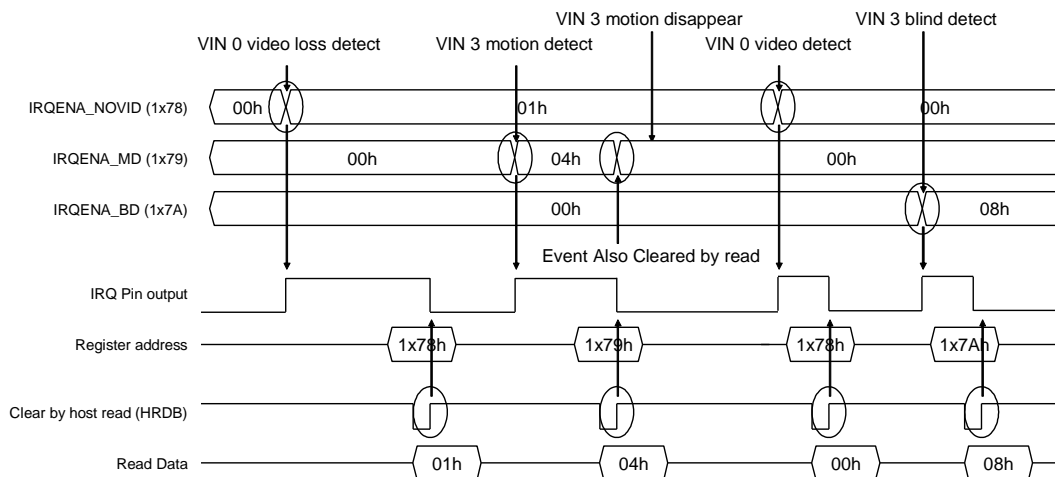 VIN 3 motion disappear
VIN 3 blind detect
VIN 0 video loss detect
VIN 3 motion detect
VIN 0 video detect
IRQENA_NOVID (1x78)
00h
01h
00h
IRQENA_MD (1x79)
00h
04h
00h
IRQENA_BD (1x7A)
00h
08h
Event Also Cleared by read
IRQ Pin output
Register address
1x78h
1x79h
1x78h
1x7Ah
Clear by host read (HRDB)
Read Data
01h
04h
00h
08h